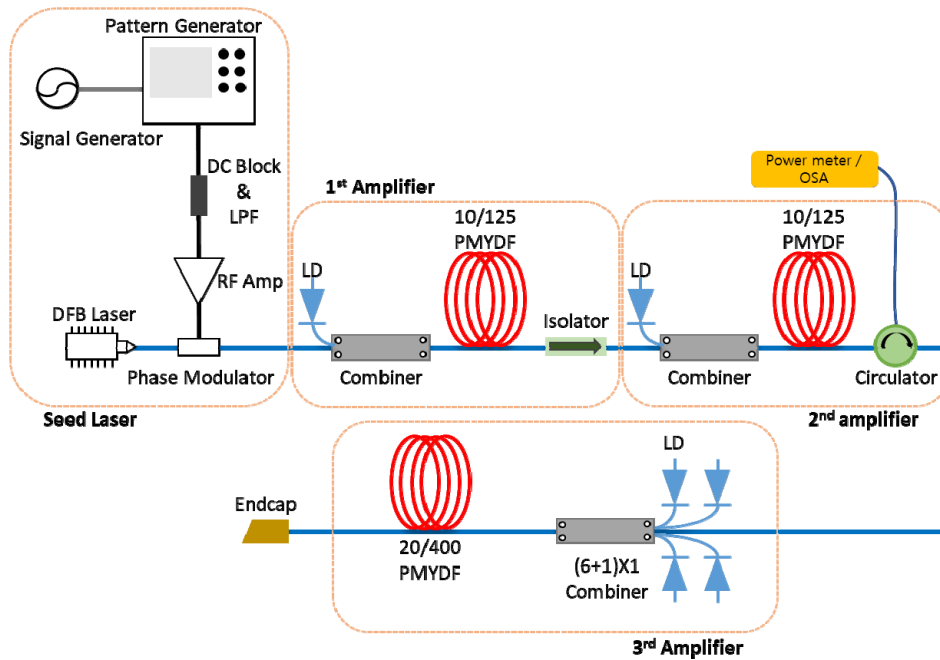 Pattern Generator
Signal Generator
DC Block
&
LPF
RF Amp
DFB Laser
Phase Modulator
Seed Laser
1st Amplifier
10/125
PMYDF
LD
Isolator
Combiner
Power meter /
OSA
10/125
PMYDF
LD
Combiner
Circulator
2nd amplifier
LD
Endcap
20/400
PMYDF
(6+1)X1
Combiner
3rd Amplifier